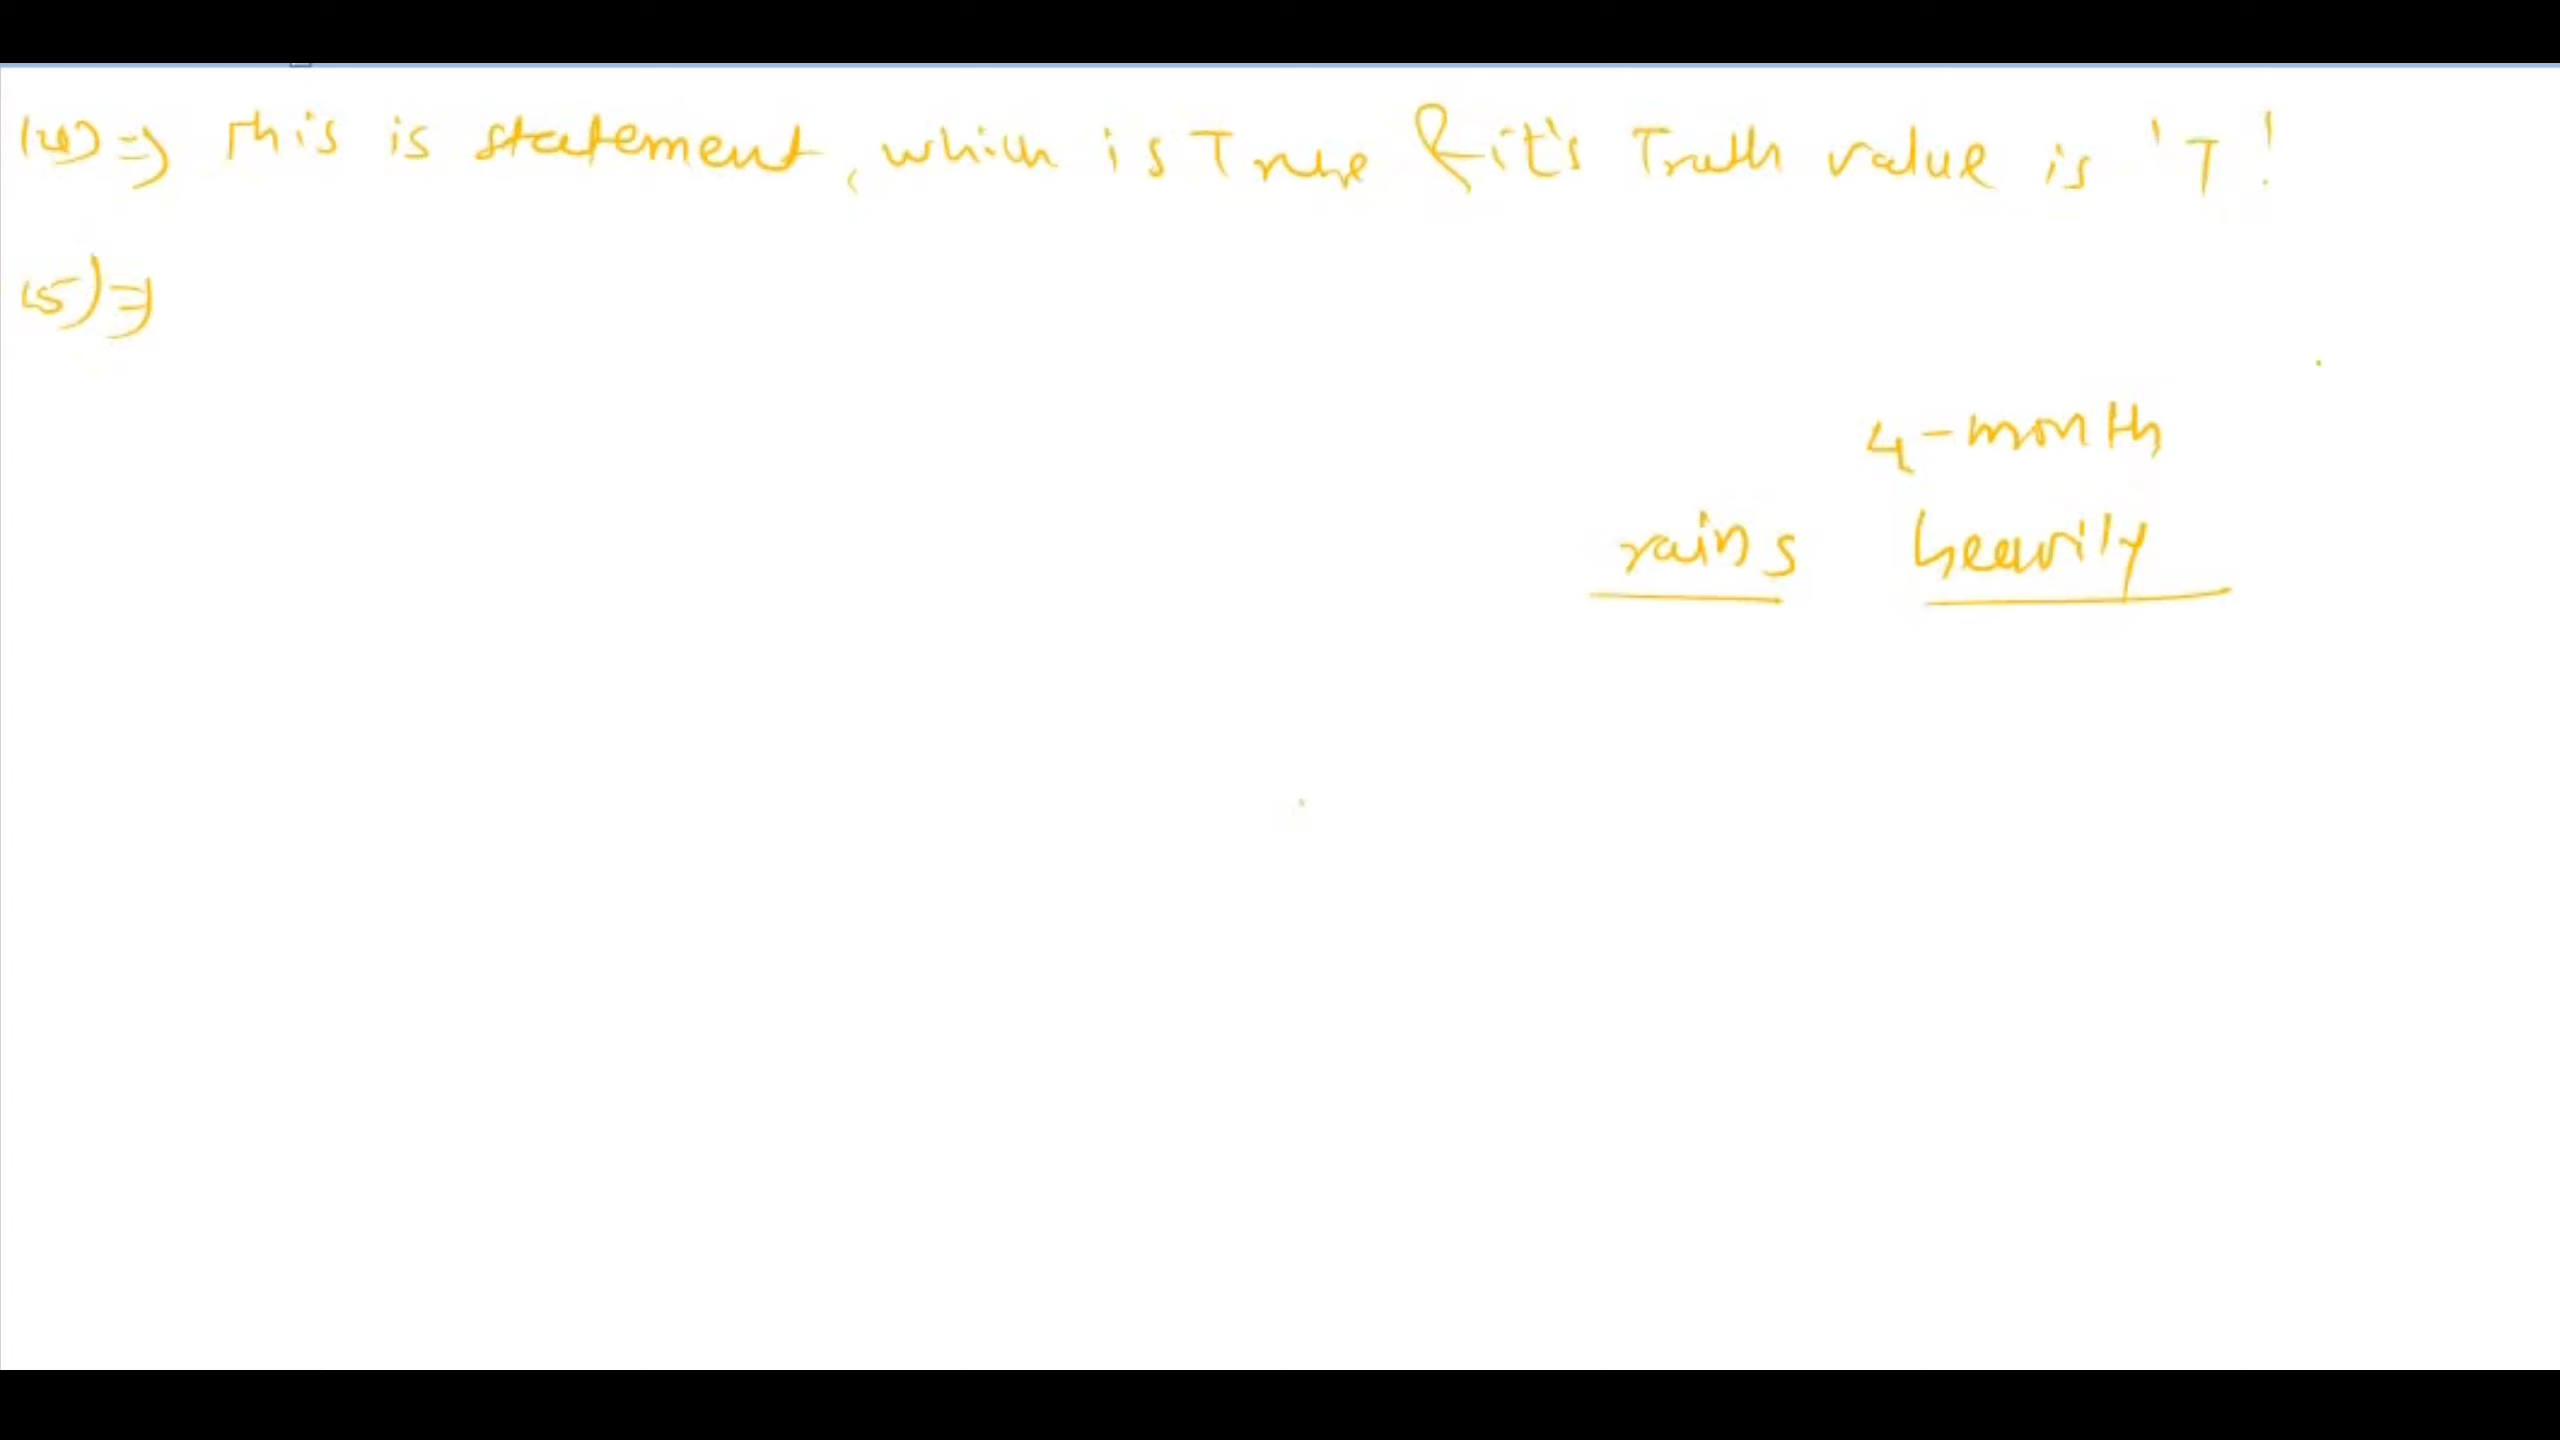 (4) => This is statement, which is True & it's Truth value is 'T'.
(5) =>
4-month
rains heavily